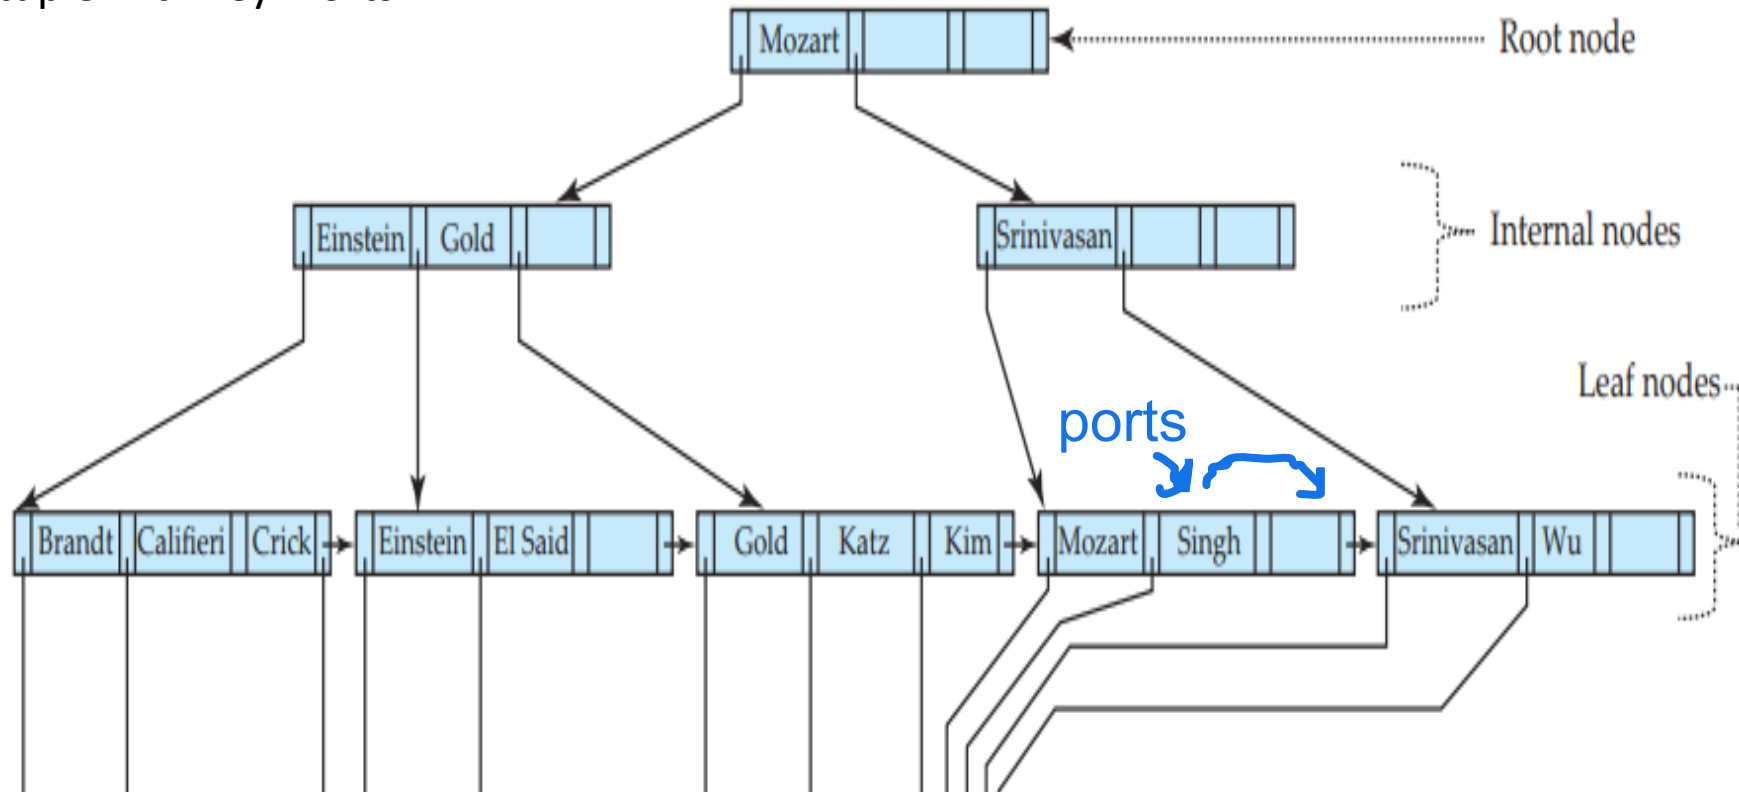 Mozart
Root node
Einstein Gold
Srinivasan
Internal nodes
Leaf nodes
ports
Brandt Califieri Crick
Einstein El Said
Gold Katz Kim
Mozart Singh
Srinivasan Wu